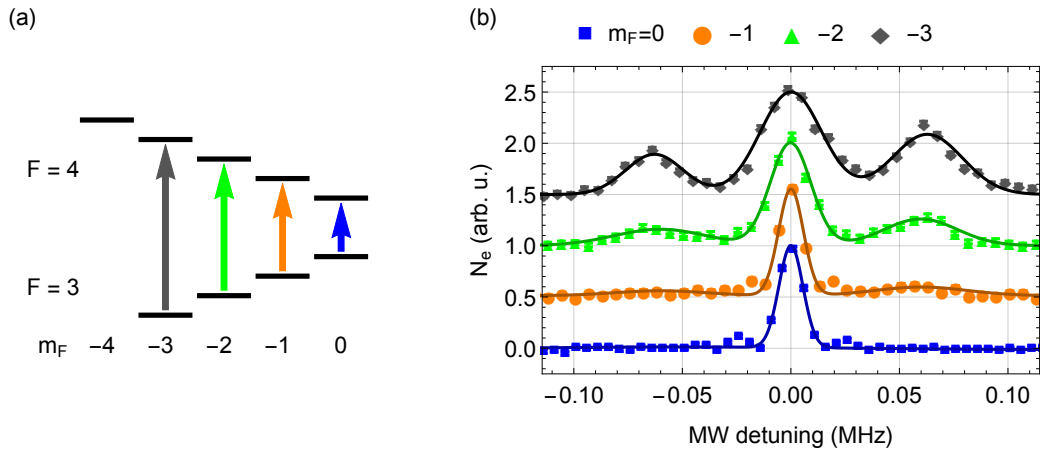 (a)
F = 4
F = 3
m_F −4 −3 −2 −1 0
(b)
m_F=0 −1 −2 −3
N_e (arb. u.)
2.5
2.0
1.5
1.0
0.5
0.0
−0.10 −0.05 0.00 0.05 0.10
MW detuning (MHz)